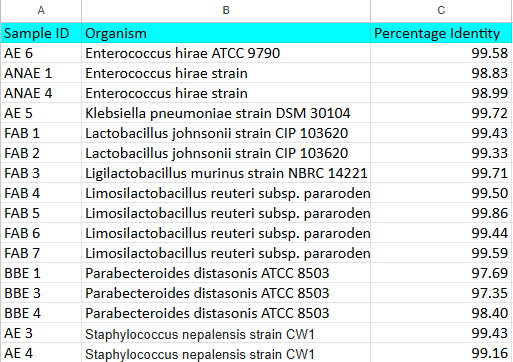 A B C
Sample ID Organism Percentage Identity
AE 6 Enterococcus hirae ATCC 9790 99.58
ANAE 1 Enterococcus hirae strain 98.83
ANAE 4 Enterococcus hirae strain 98.99
AE 5 Klebsiella pneumoniae strain DSM 30104 99.72
FAB 1 Lactobacillus johnsonii strain CIP 103620 99.43
FAB 2 Lactobacillus johnsonii strain CIP 103620 99.33
FAB 3 Ligilactobacillus murinus strain NBRC 14221 99.71
FAB 4 Limosilactobacillus reuteri subsp. pararoden 99.50
FAB 5 Limosilactobacillus reuteri subsp. pararoden 99.86
FAB 6 Limosilactobacillus reuteri subsp. pararoden 99.44
FAB 7 Limosilactobacillus reuteri subsp. pararoden 99.59
BBE 1 Parabecteroides distasonis ATCC 8503 97.69
BBE 3 Parabecteroides distasonis ATCC 8503 97.35
BBE 4 Parabecteroides distasonis ATCC 8503 98.40
AE 3 Staphylococcus nepalensis strain CW1 99.43
AE 4 Staphylococcus nepalensis strain CW1 99.16